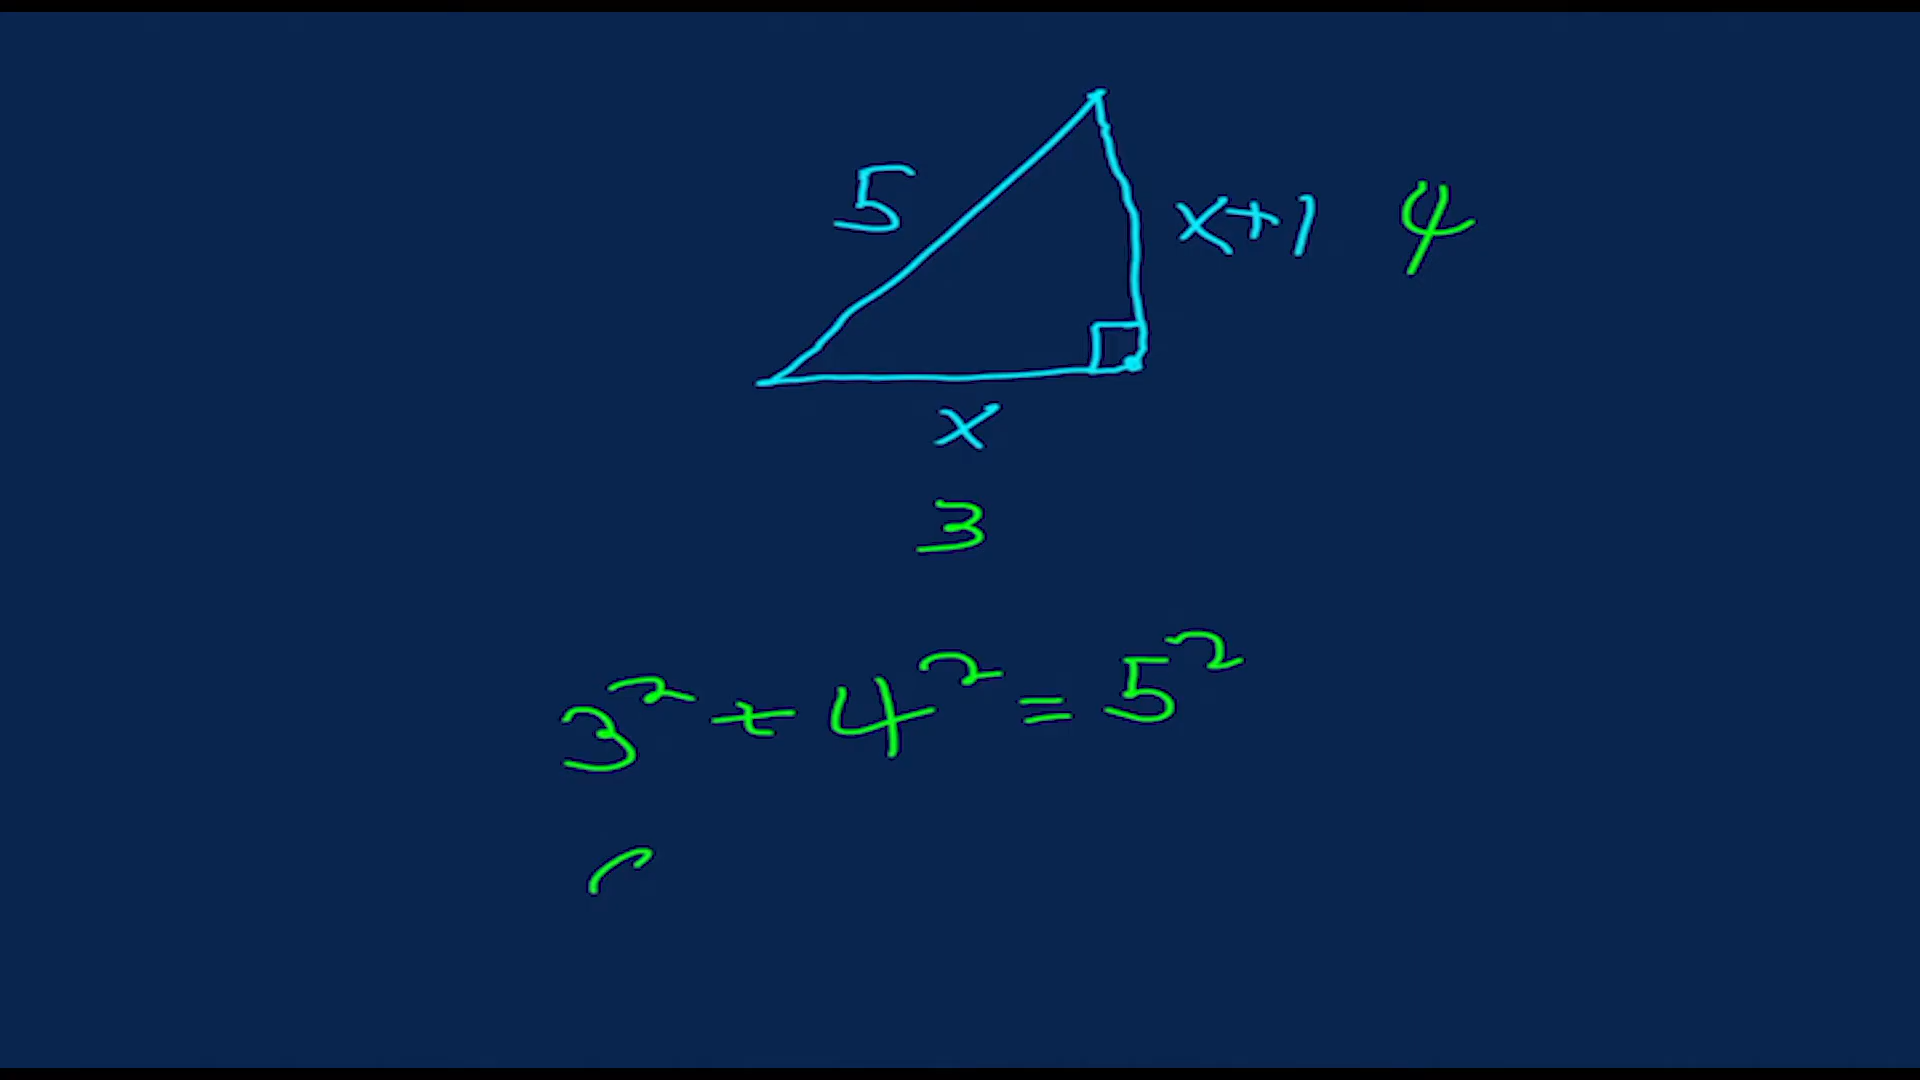 5
x+1 4
x
3
3² + 4² = 5²